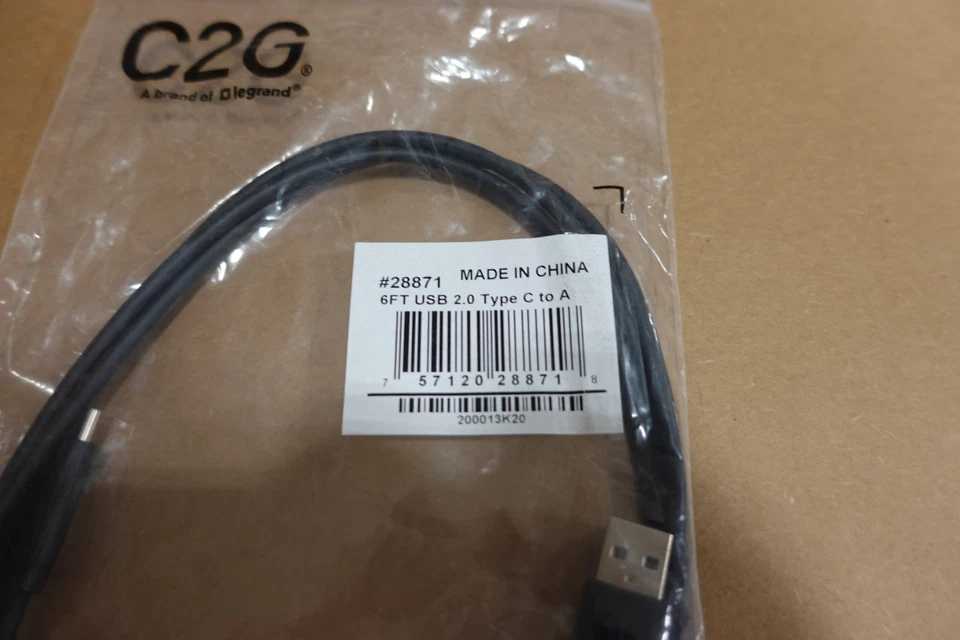 C2G®
A brand of legrand®
#28871 MADE IN CHINA
6FT USB 2.0 Type C to A
7 57120 28871 8
200013K20